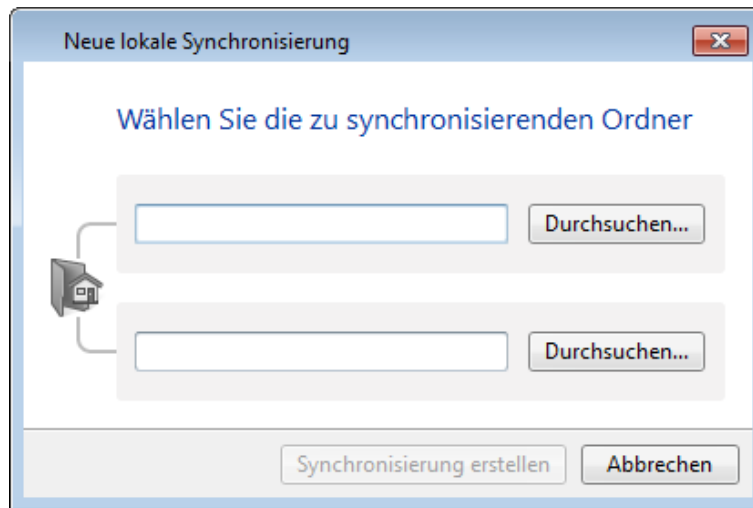 Neue lokale Synchronisierung
Wählen Sie die zu synchronisierenden Ordner
Durchsuchen...
Durchsuchen...
Synchronisierung erstellen Abbrechen